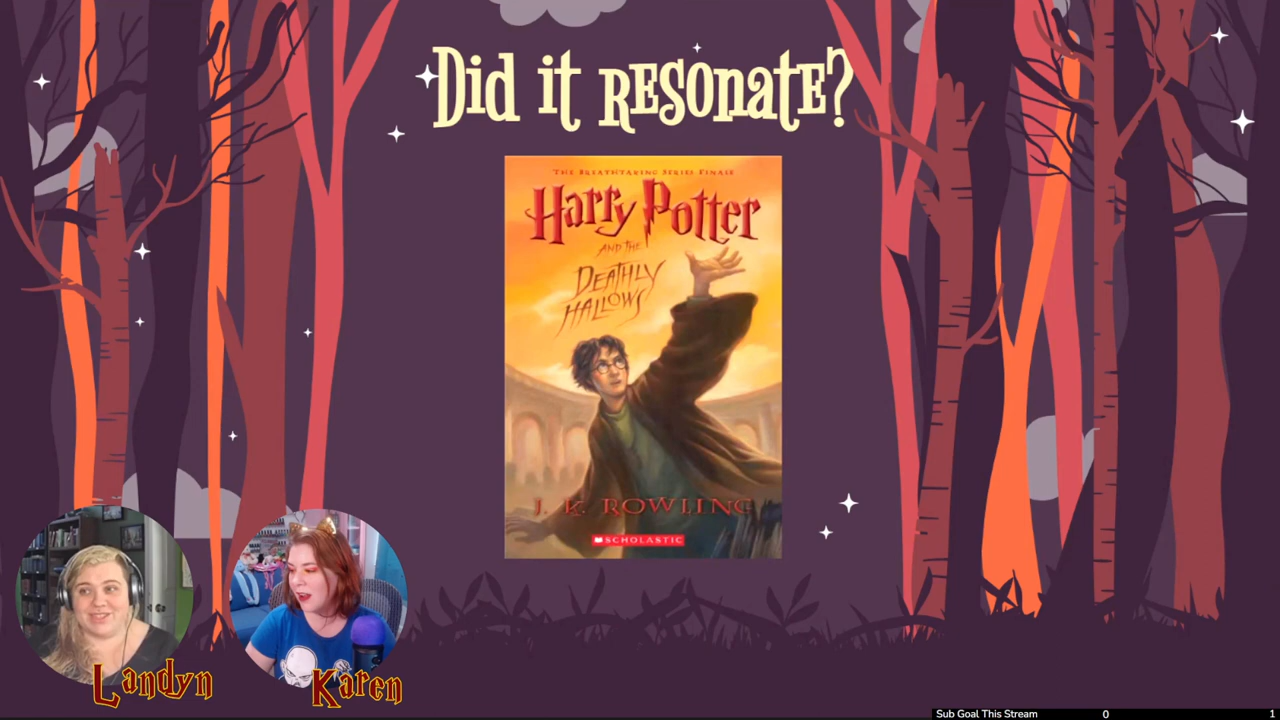 Did it RESonatE?
THE BREATHTAKING SERIES FINALE
Harry Potter
AND THE
DEATHLY
HALLOWS
J. K. ROWLING
SCHOLASTIC
Landyn
Karen
Sub Goal This Stream 0 1